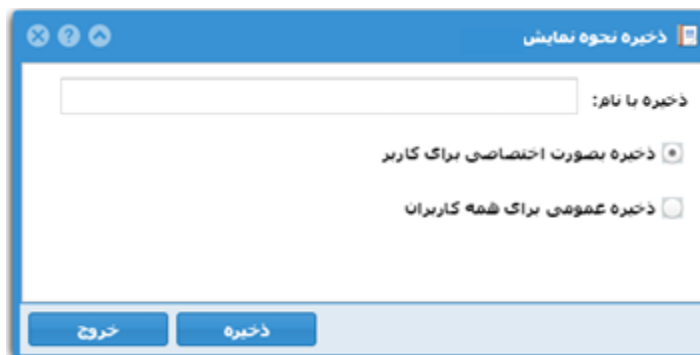 ذخیره نحوه نمایش
ذخیره با نام:
ذخیره بصورت اختصاصی برای کاربر
ذخیره عمومی برای همه کاربران
ذخیره
خروج